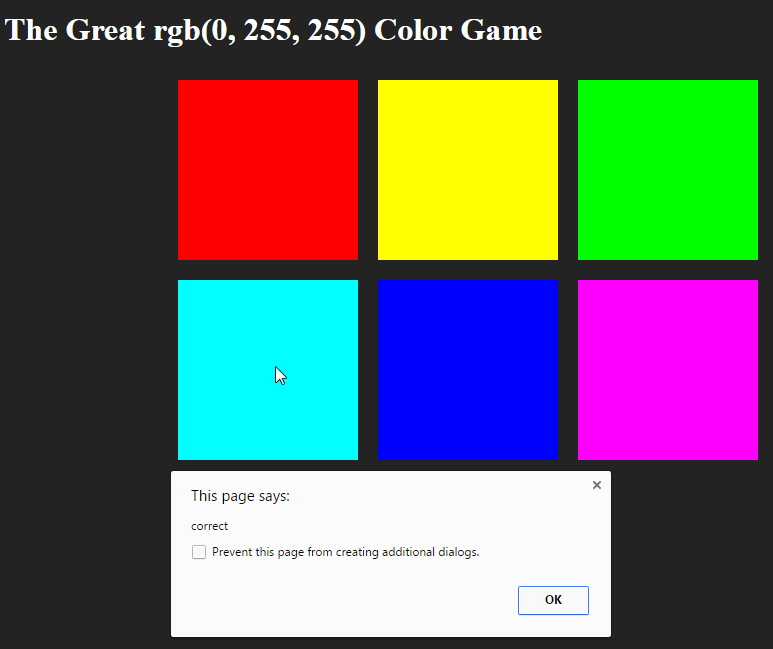 The Great rgb(0, 255, 255) Color Game
This page says:
correct
Prevent this page from creating additional dialogs.
OK